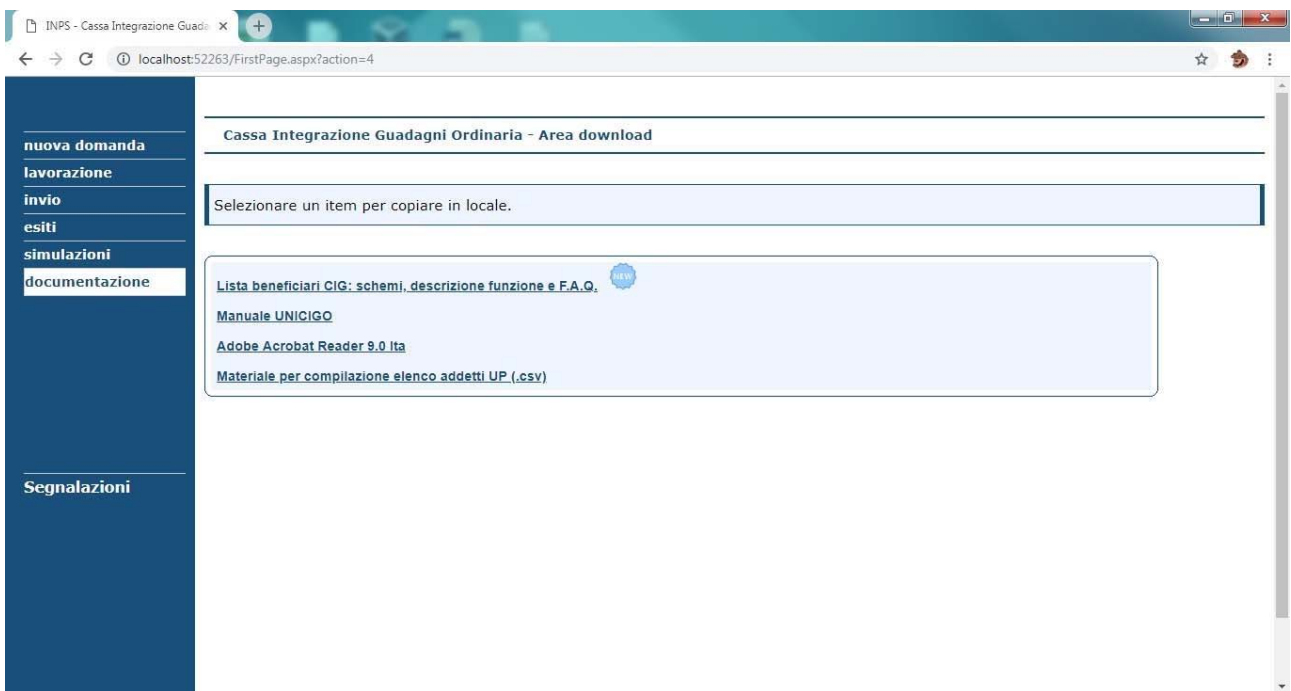 INPS - Cassa Integrazione Guada
localhost:52263/FirstPage.aspx?action=4
Cassa Integrazione Guadagni Ordinaria - Area download
nuova domanda
lavorazione
invio
esiti
simulazioni
documentazione
Segnalazioni
Selezionare un item per copiare in locale.
Lista beneficiari CIG: schemi, descrizione funzione e F.A.Q.
NEW
Manuale UNICIGO
Adobe Acrobat Reader 9.0 Ita
Materiale per compilazione elenco addetti UP (.csv)